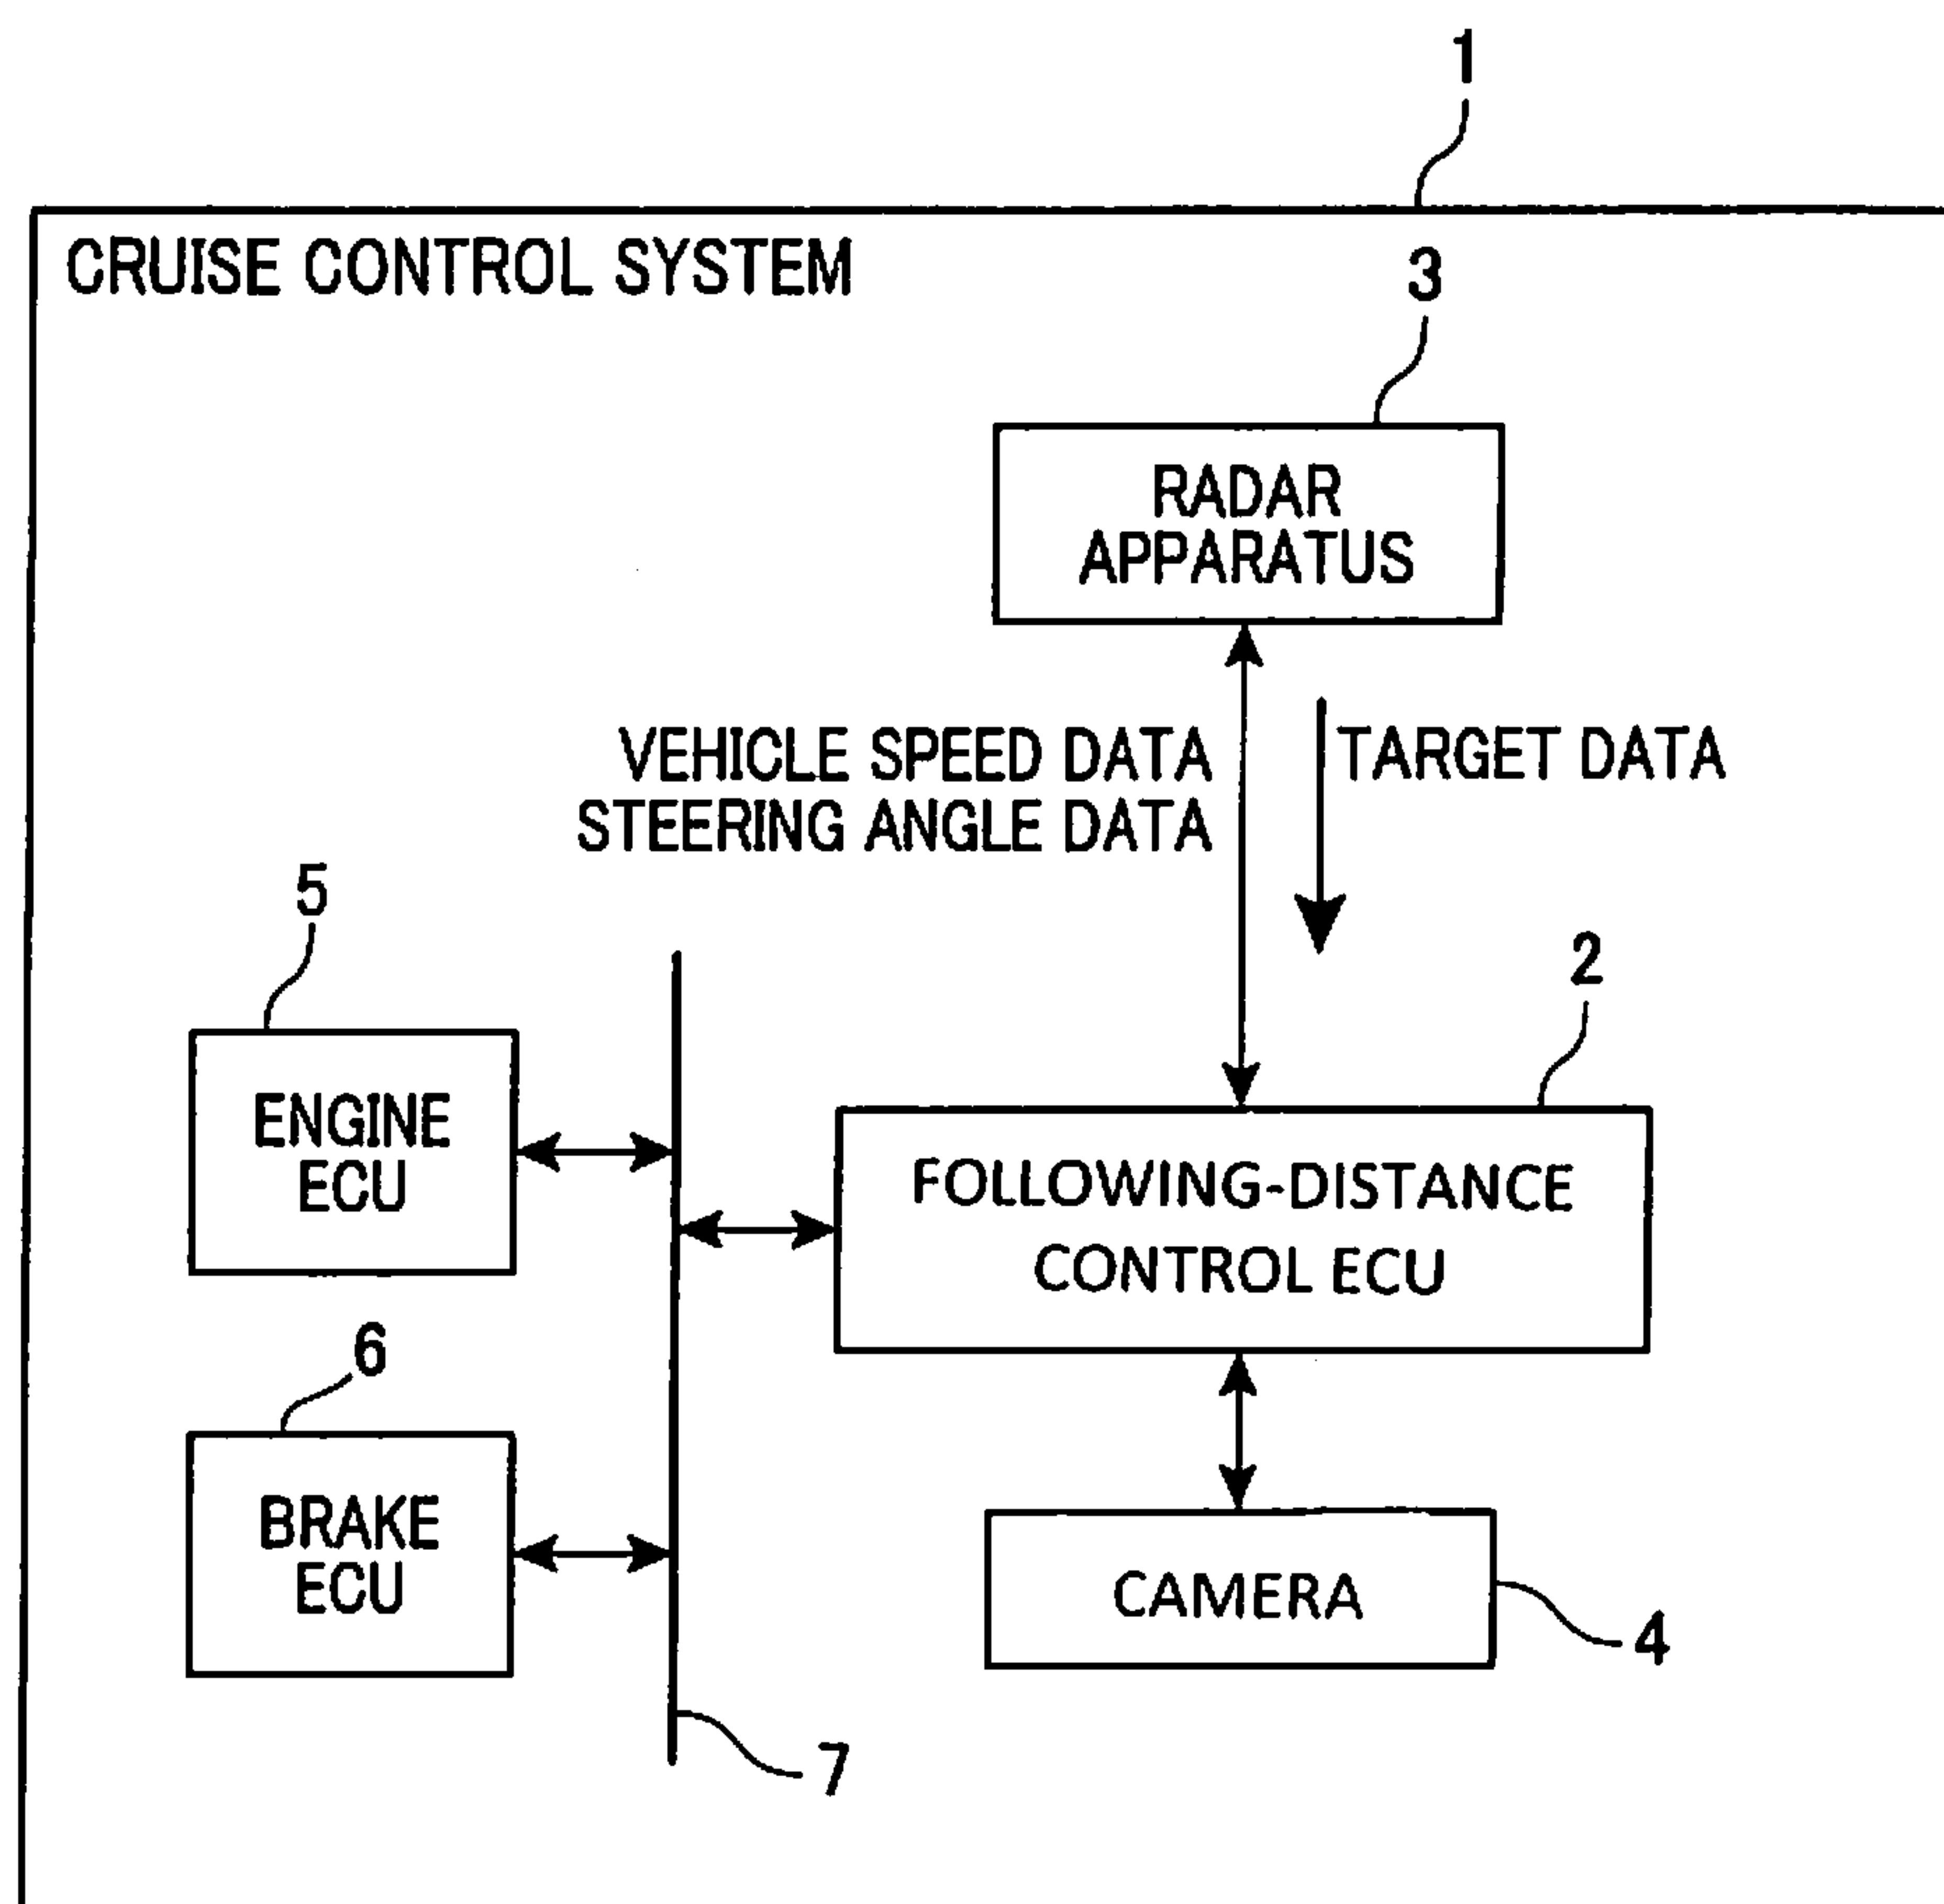 1
CRUISE CONTROL SYSTEM
3
RADAR
APPARATUS
VEHICLE SPEED DATA
STEERING ANGLE DATA
TARGET DATA
5
2
ENGINE
ECU
FOLLOWING-DISTANCE
CONTROL ECU
6
BRAKE
ECU
CAMERA
4
7